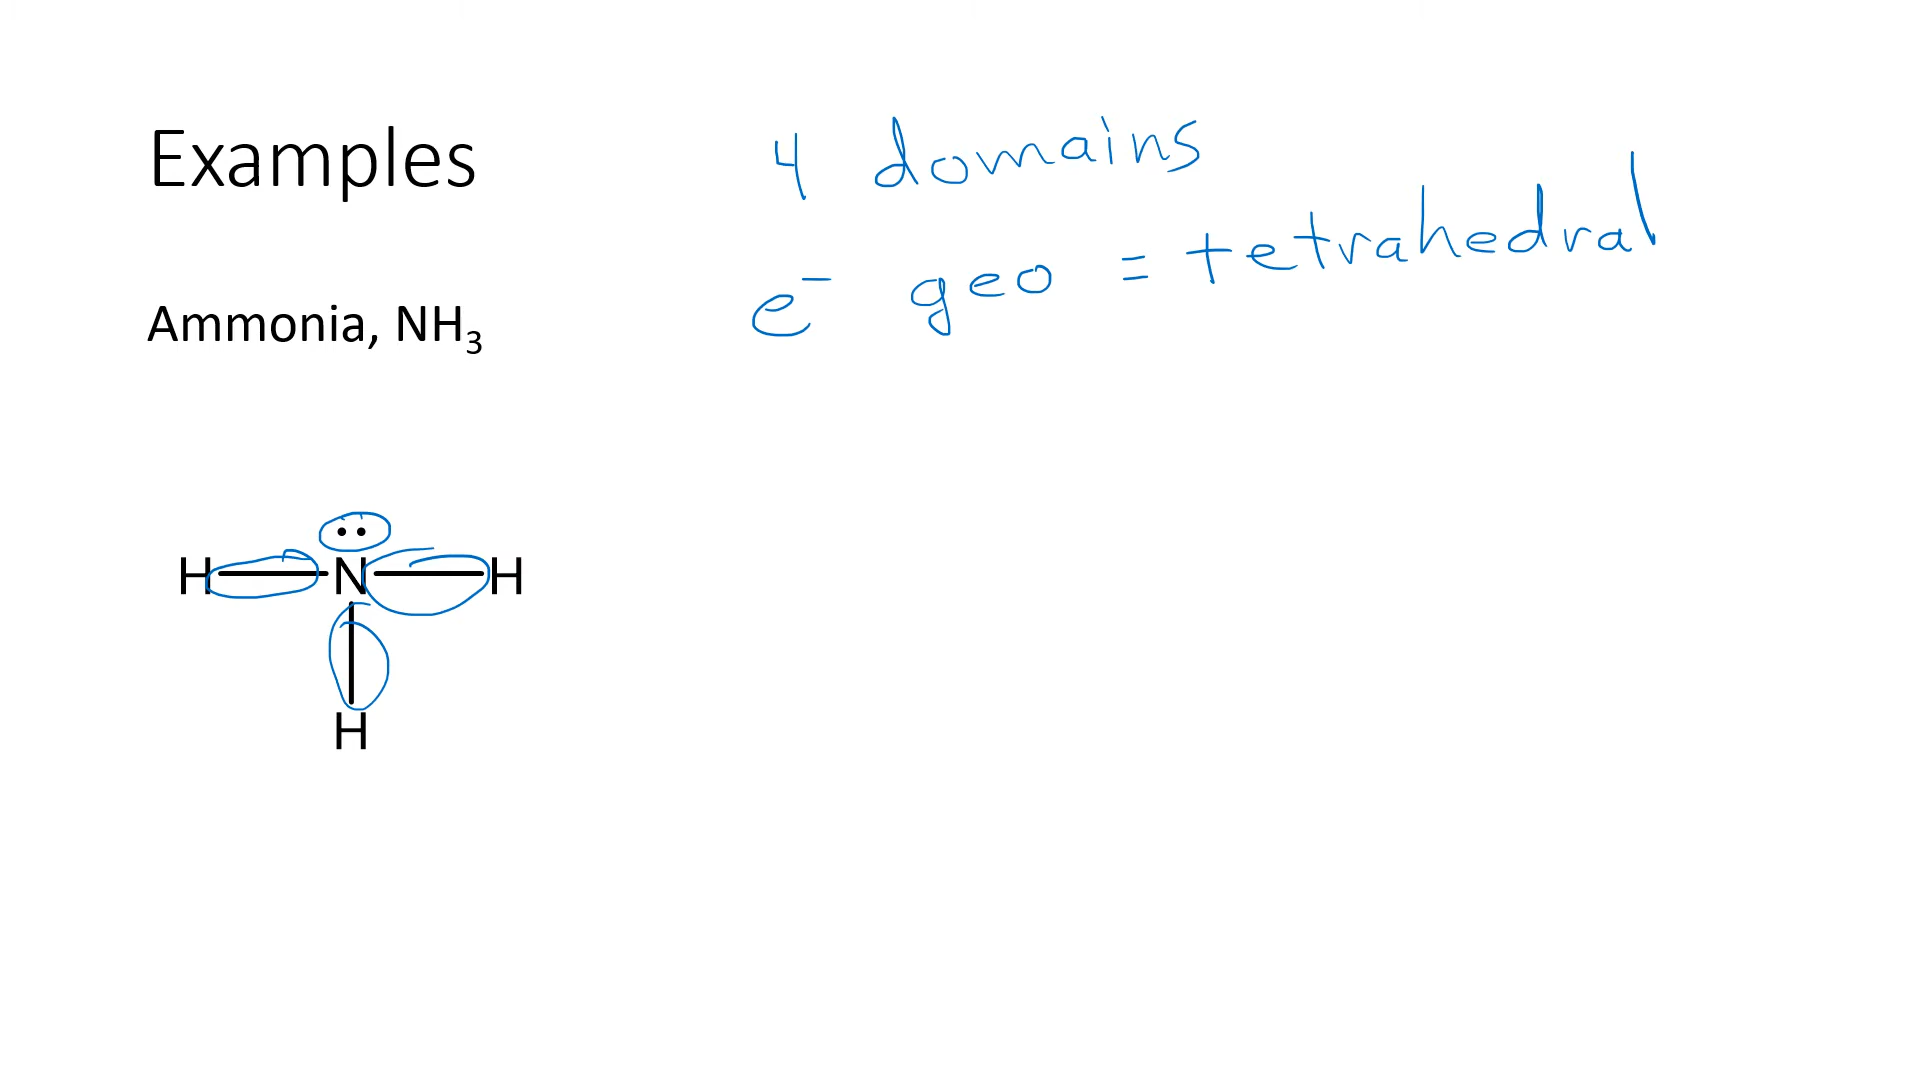 Examples
4 domains
e⁻ geo = tetrahedral
Ammonia, NH₃
··
H N H
H